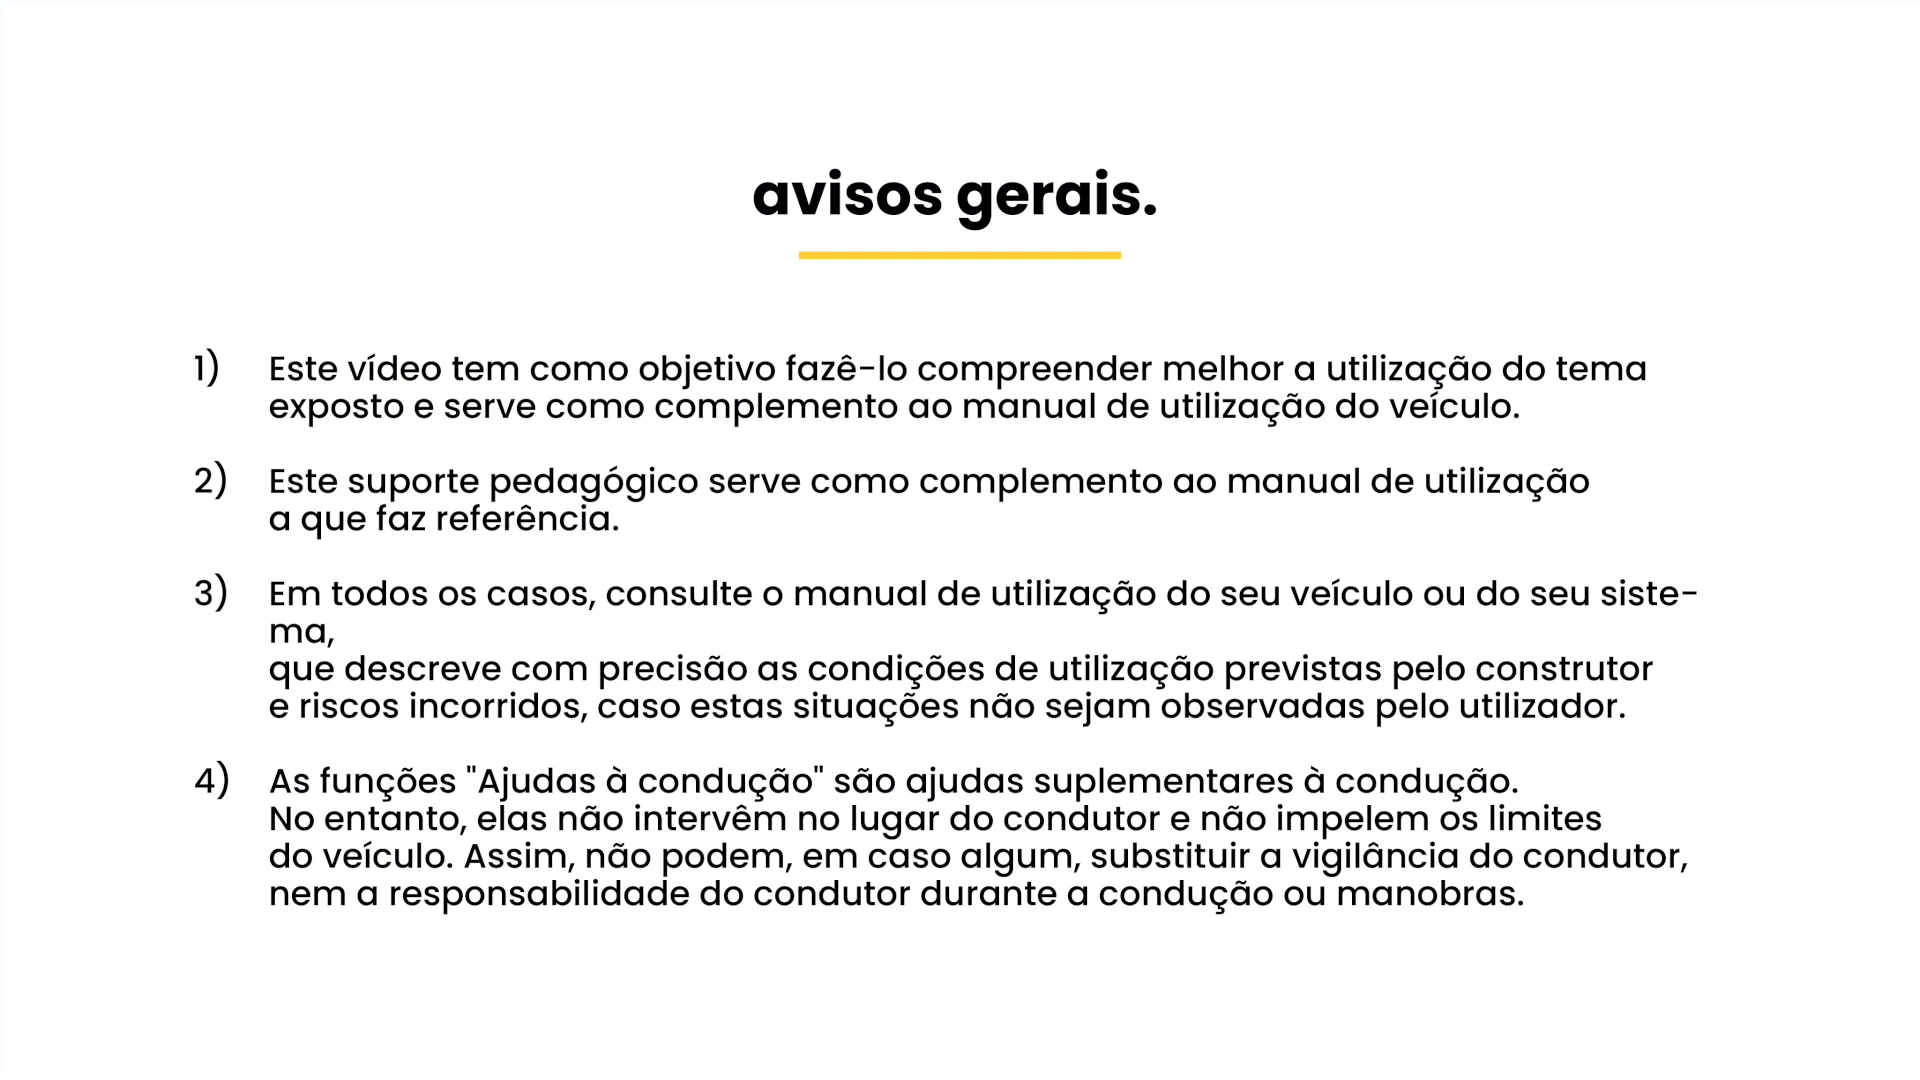 avisos gerais.
1) Este vídeo tem como objetivo fazê-lo compreender melhor a utilização do tema
exposto e serve como complemento ao manual de utilização do veículo.
2) Este suporte pedagógico serve como complemento ao manual de utilização
a que faz referência.
3) Em todos os casos, consulte o manual de utilização do seu veículo ou do seu siste-
ma,
que descreve com precisão as condições de utilização previstas pelo construtor
e riscos incorridos, caso estas situações não sejam observadas pelo utilizador.
4) As funções "Ajudas à condução" são ajudas suplementares à condução.
No entanto, elas não intervêm no lugar do condutor e não impelem os limites
do veículo. Assim, não podem, em caso algum, substituir a vigilância do condutor,
nem a responsabilidade do condutor durante a condução ou manobras.